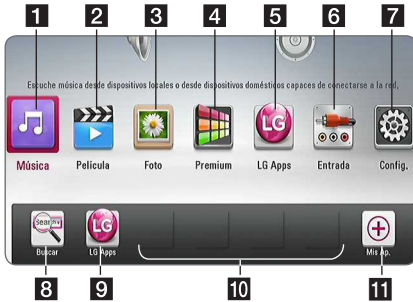 1 2 3 4 5 6 7
Escuche música desde dispositivos locales o desde dispositivos domésticos capaces de conectarse a la red.
LG
Música Película Foto Premium LG Apps Entrada Config.
Search
LG
Buscar LG Apps Mis Ap.
8 9 10 11